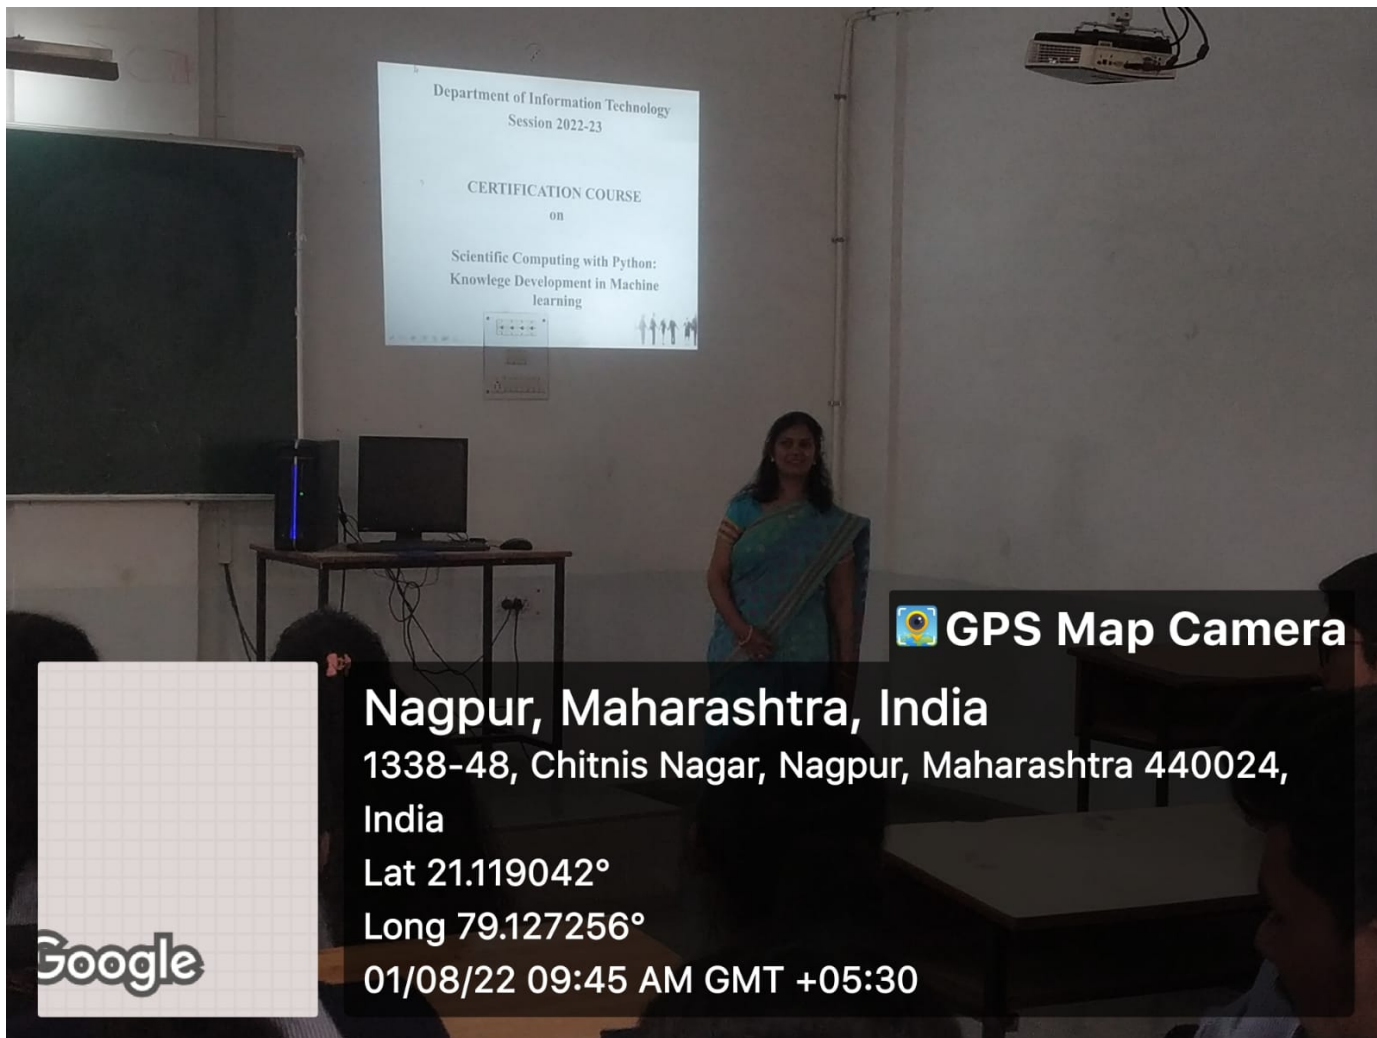 Department of Information Technology
Session 2022-23
CERTIFICATION COURSE
on
Scientific Computing with Python:
Knowlege Development in Machine
learning
GPS Map Camera
Nagpur, Maharashtra, India
1338-48, Chitnis Nagar, Nagpur, Maharashtra 440024,
India
Lat 21.119042°
Long 79.127256°
01/08/22 09:45 AM GMT +05:30
Google